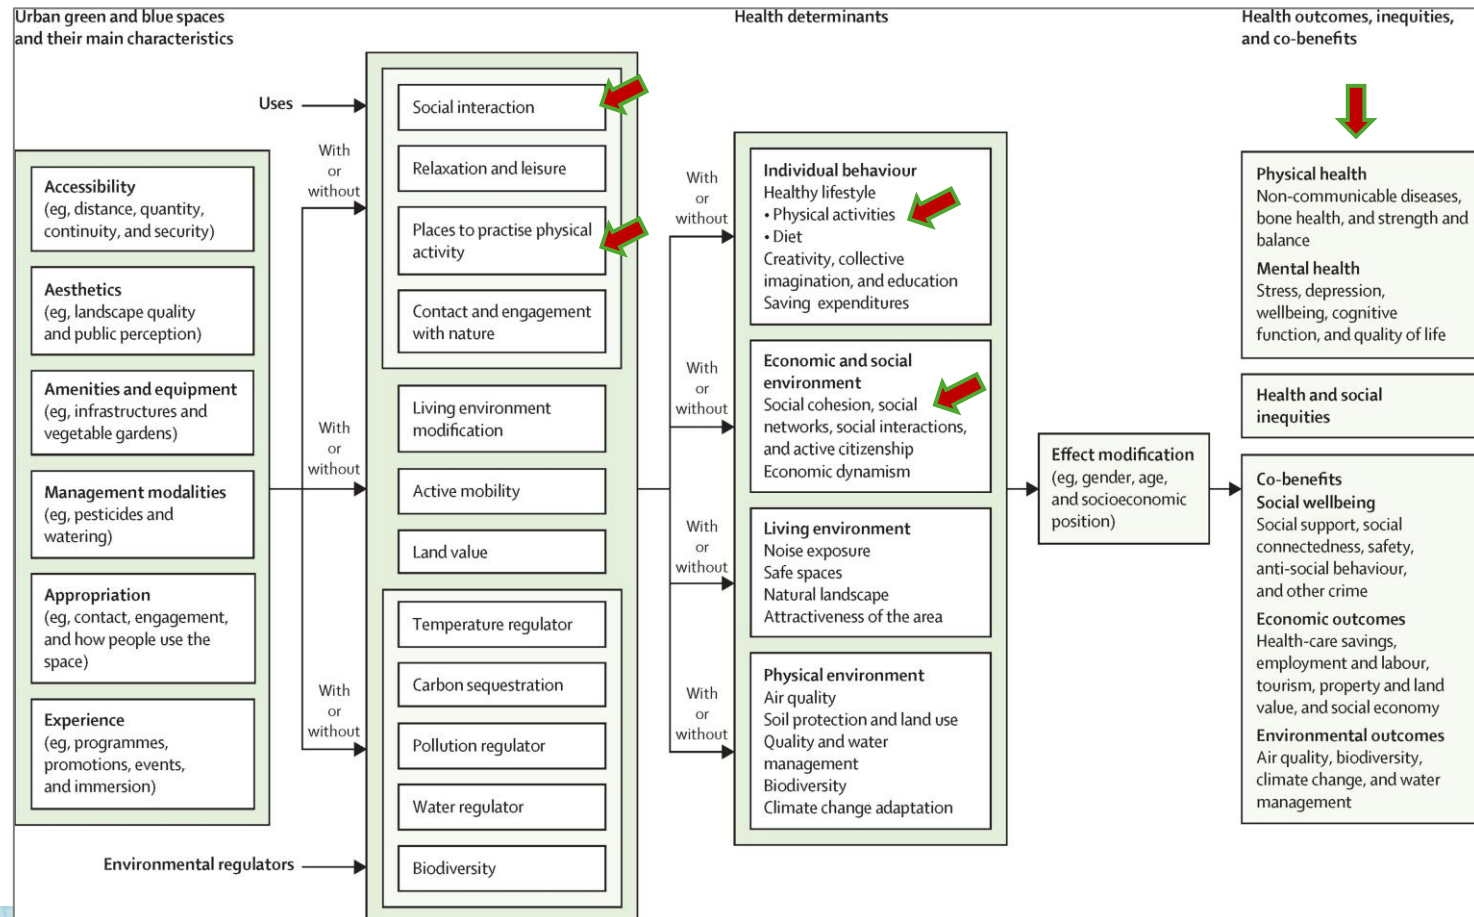 Urban green and blue spaces
and their main characteristics
Health determinants
Health outcomes, inequities,
and co-benefits
Accessibility
(eg, distance, quantity,
continuity, and security)
Aesthetics
(eg, landscape quality
and public perception)
Amenities and equipment
(eg, infrastructures and
vegetable gardens)
Management modalities
(eg, pesticides and
watering)
Appropriation
(eg, contact, engagement,
and how people use the
space)
Experience
(eg, programmes,
promotions, events,
and immersion)
Uses
With
or
without
With
or
without
With
or
without
Environmental regulators
Social interaction
Relaxation and leisure
Places to practise physical
activity
Contact and engagement
with nature
Living environment
modification
Active mobility
Land value
Temperature regulator
Carbon sequestration
Pollution regulator
Water regulator
Biodiversity
With
or
without
With
or
without
With
or
without
With
or
without
Individual behaviour
Healthy lifestyle
• Physical activities
• Diet
Creativity, collective
imagination, and education
Saving expenditures
Economic and social
environment
Social cohesion, social
networks, social interactions,
and active citizenship
Economic dynamism
Living environment
Noise exposure
Safe spaces
Natural landscape
Attractiveness of the area
Physical environment
Air quality
Soil protection and land use
Quality and water
management
Biodiversity
Climate change adaptation
Effect modification
(eg, gender, age,
and socioeconomic
position)
Physical health
Non-communicable diseases,
bone health, and strength and
balance
Mental health
Stress, depression,
wellbeing, cognitive
function, and quality of life
Health and social
inequities
Co-benefits
Social wellbeing
Social support, social
connectedness, safety,
anti-social behaviour,
and other crime
Economic outcomes
Health-care savings,
employment and labour,
tourism, property and land
value, and social economy
Environmental outcomes
Air quality, biodiversity,
climate change, and water
management